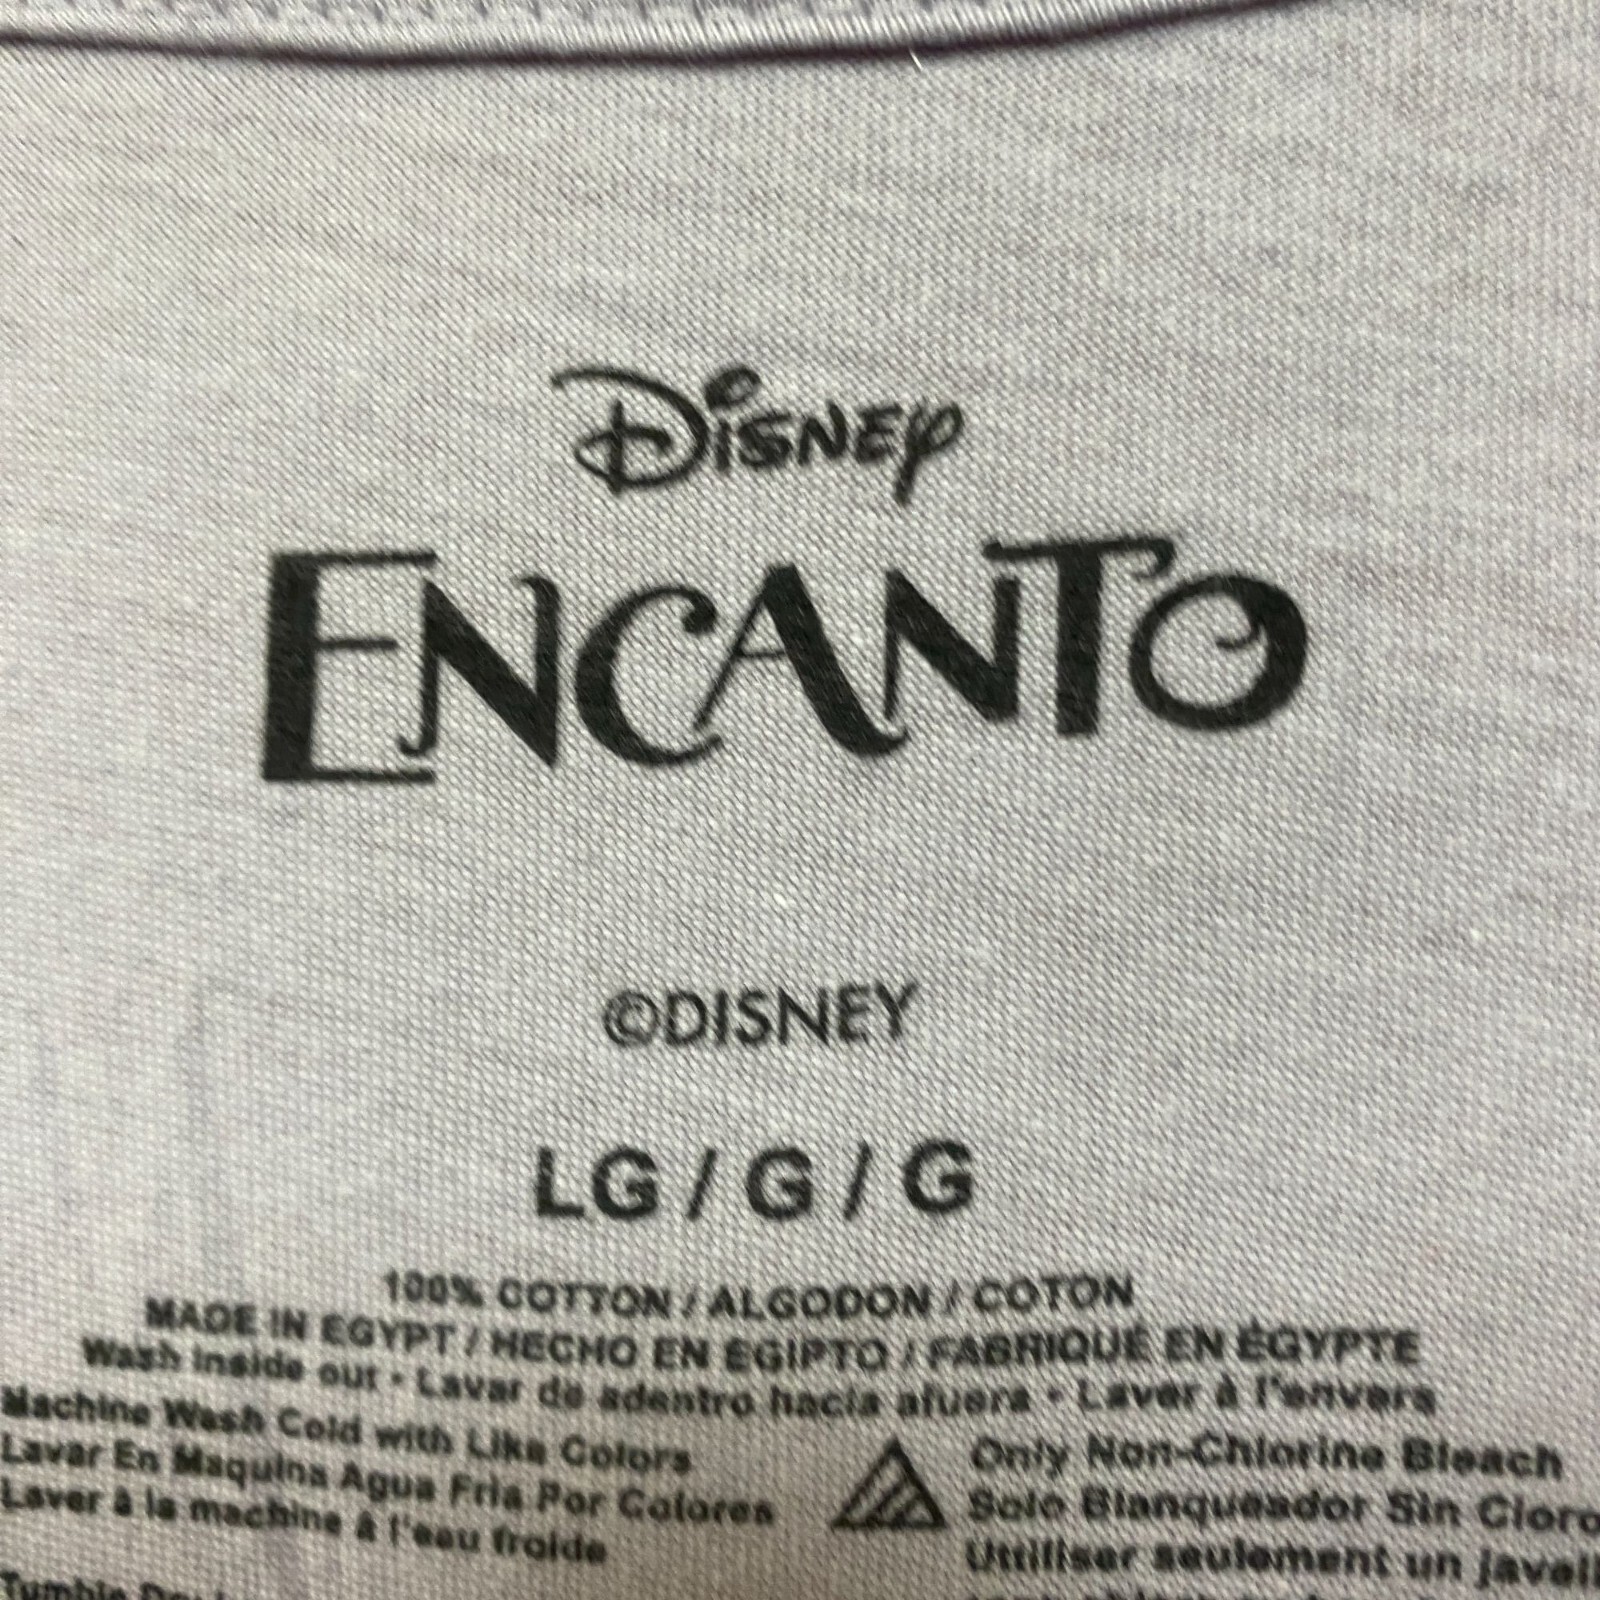 DISNEY
ENCANTO
©DISNEY
LG / G / G
100% COTTON / ALGODON / COTON
MADE IN EGYPT / HECHO EN EGIPTO / FABRIQUÉ EN ÉGYPTE
Wash inside out • Lavar de adentro hacia afuera • Laver à l'envers
Machine Wash Cold with Like Colors
Lavar En Maquina Agua Fria Por Colores
Laver à la machine à l'eau froide
Only Non-Chlorine Bleach
Solo Blanqueador Sin Cloro
Utiliser seulement un javell
Tumble